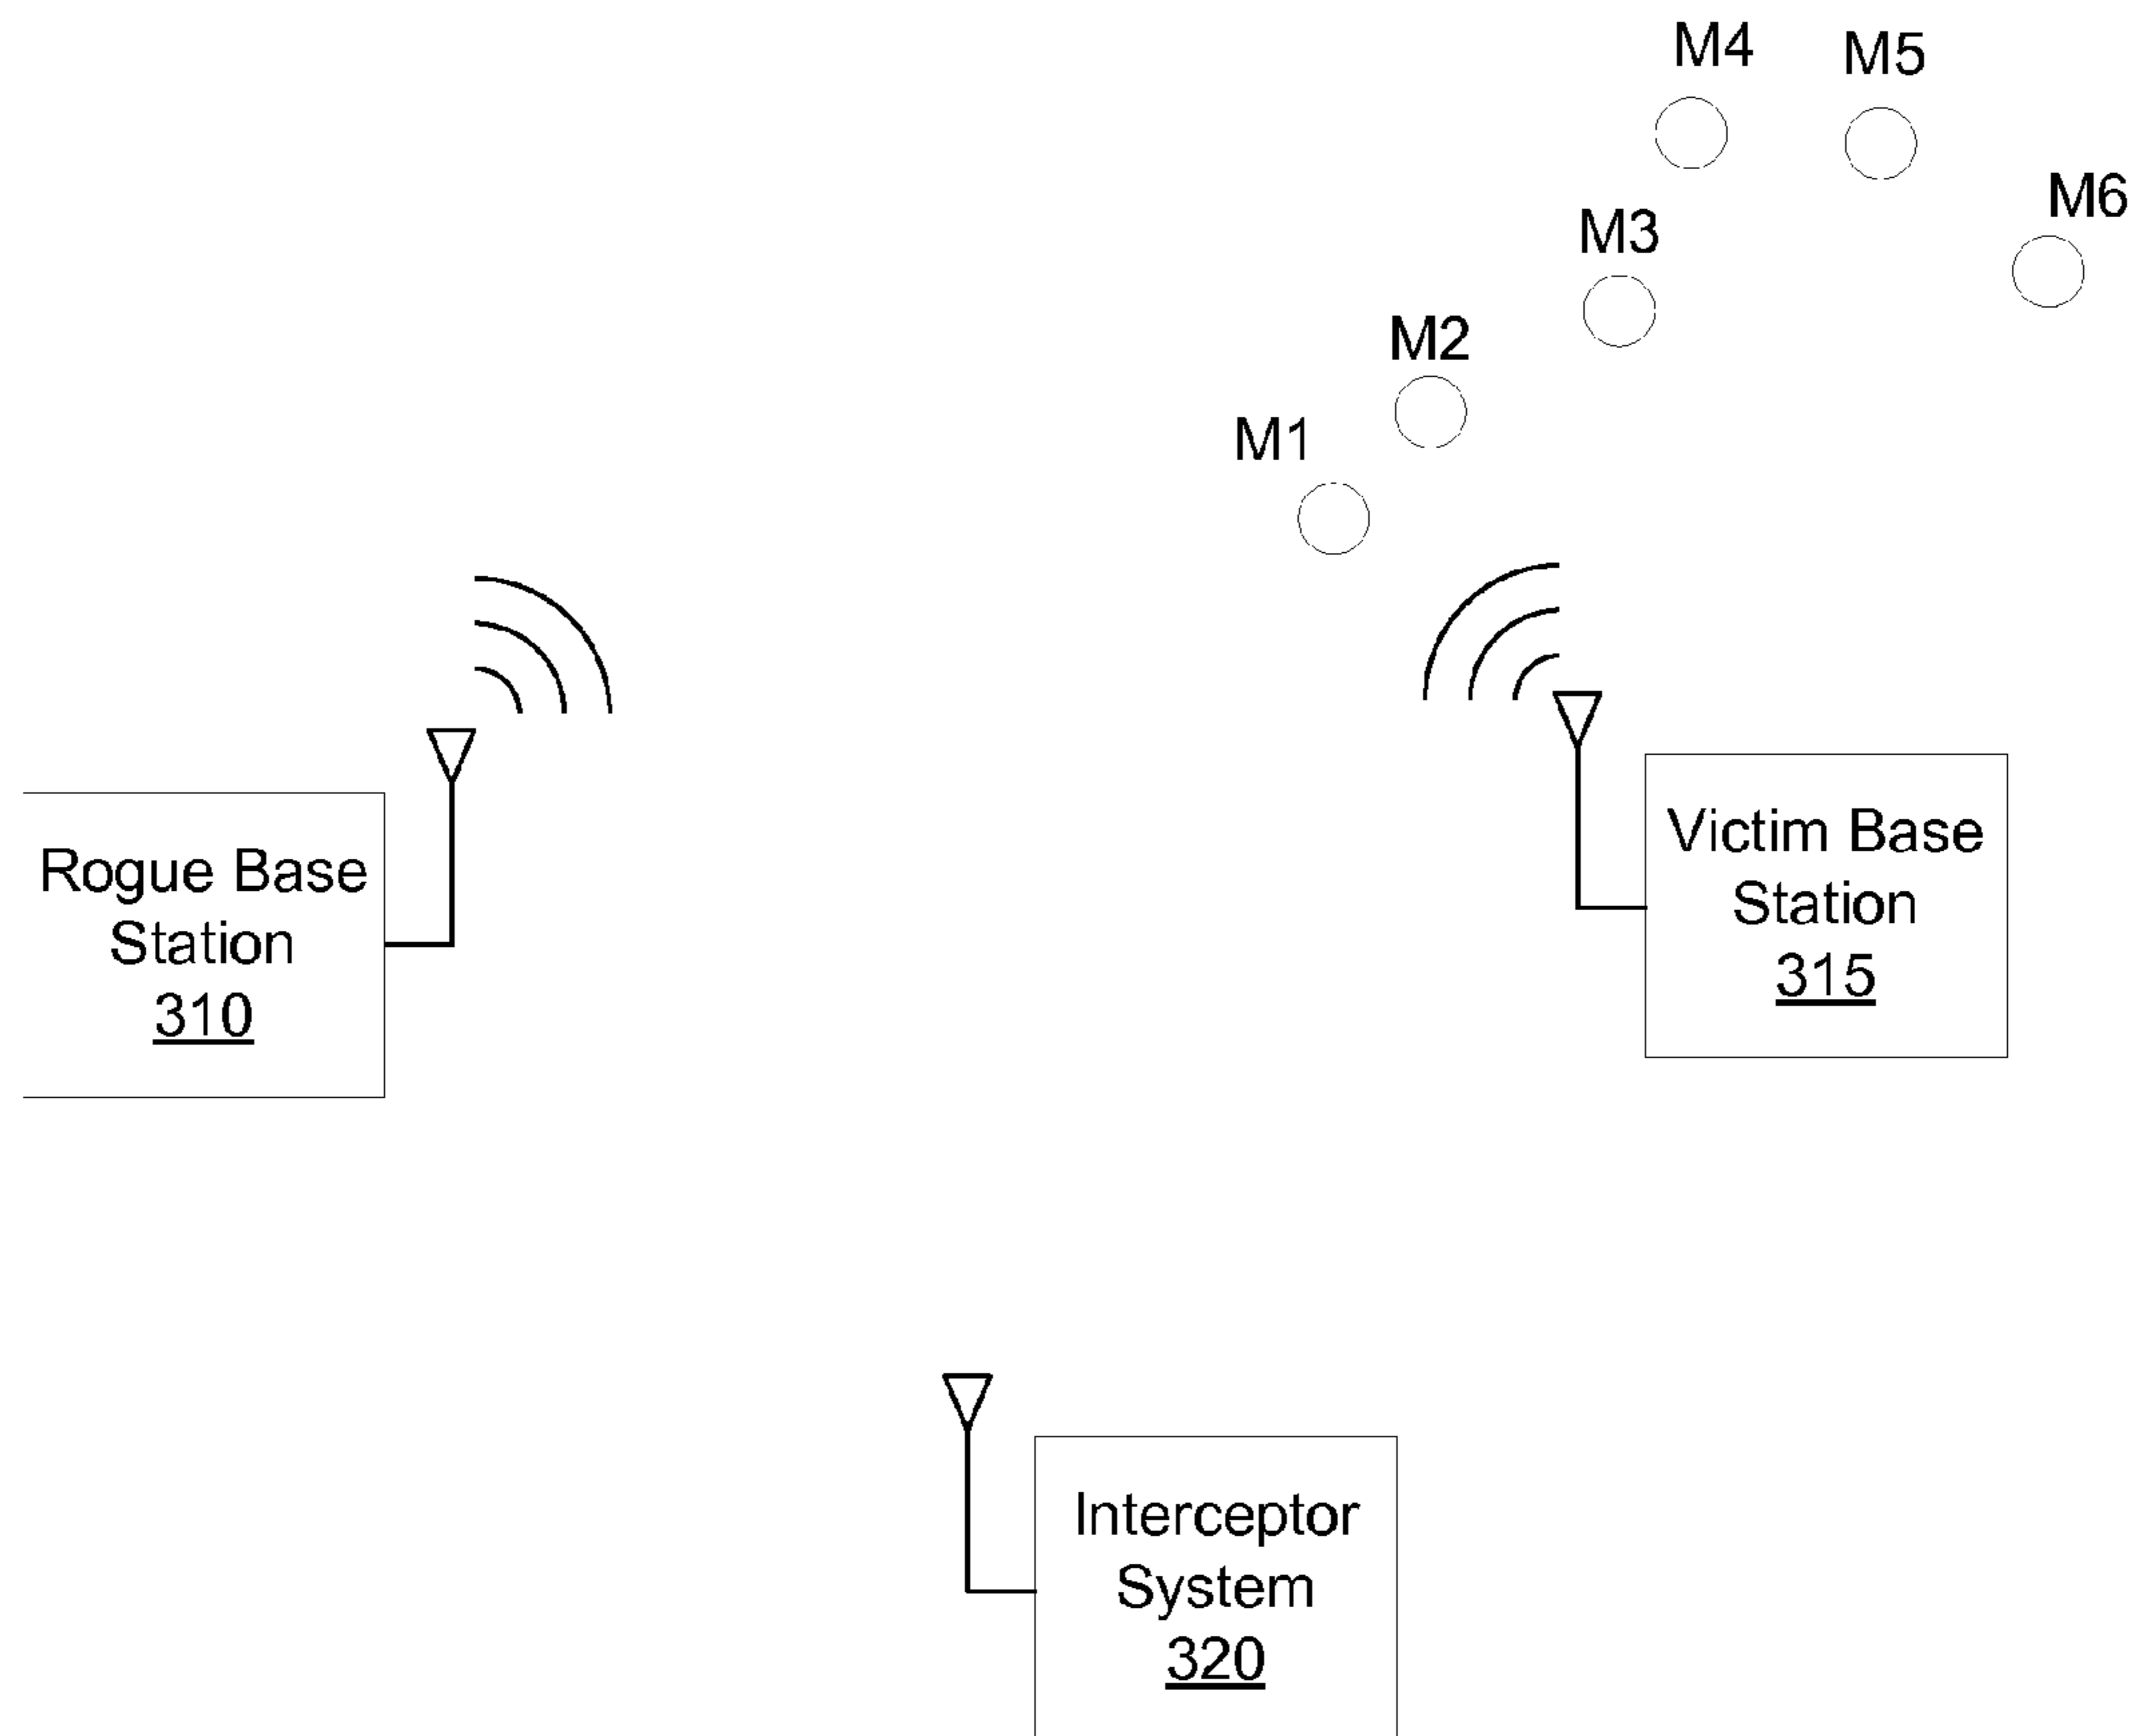 M4
M5
M6
M3
M2
M1
Rogue Base
Station
310
Victim Base
Station
315
Interceptor
System
320